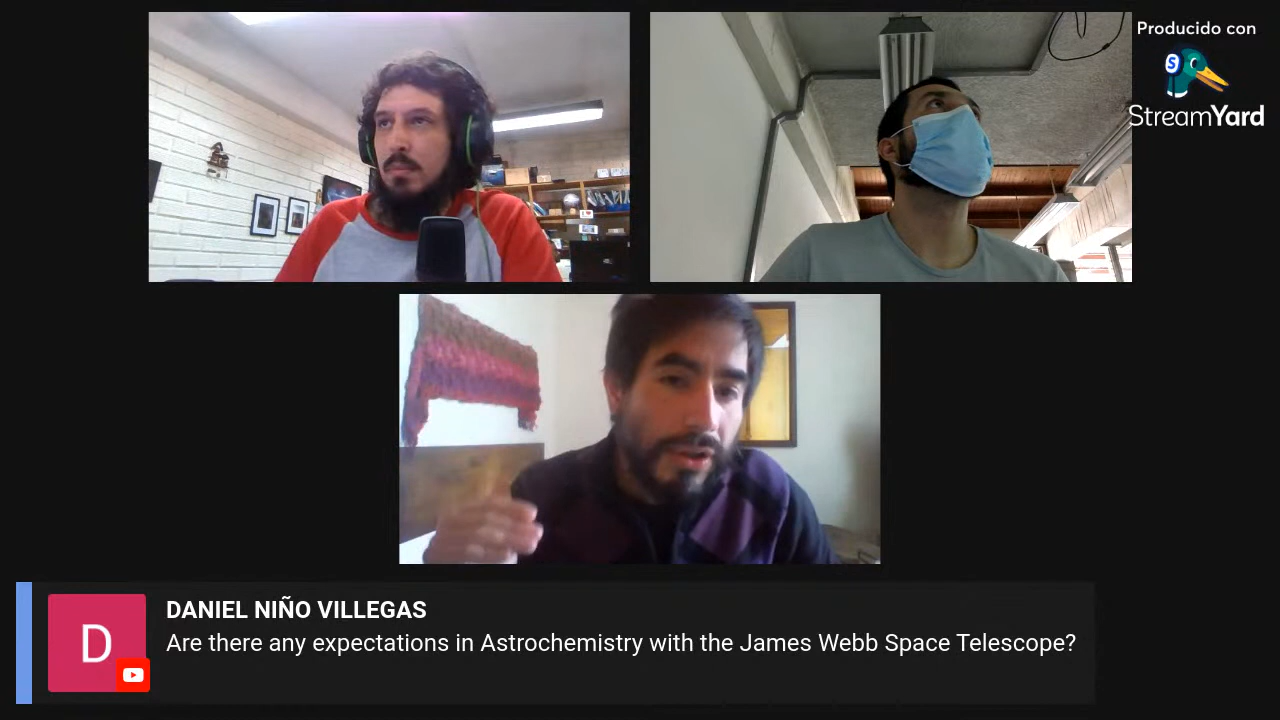 Producido con
S
StreamYard
D
DANIEL NIÑO VILLEGAS
Are there any expectations in Astrochemistry with the James Webb Space Telescope?